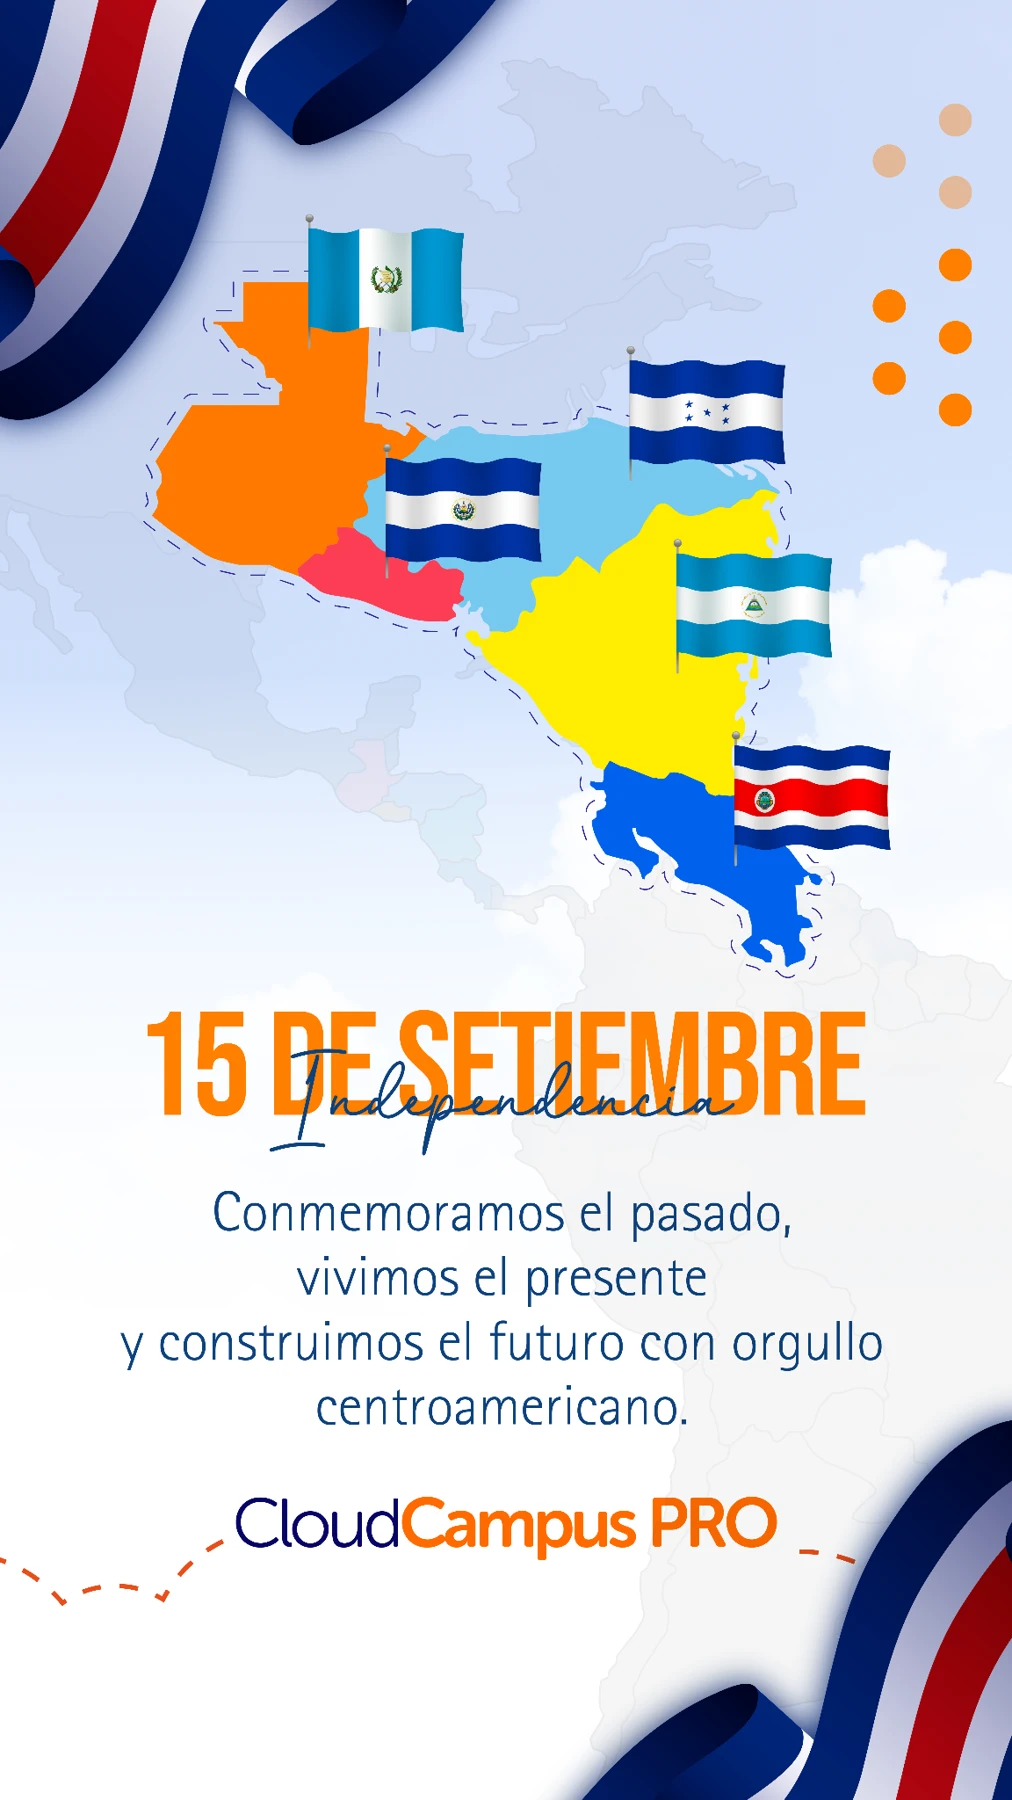 15 DE SETIEMBRE
Independencia
Conmemoramos el pasado,
vivimos el presente
y construimos el futuro con orgullo
centroamericano.
CloudCampus PRO